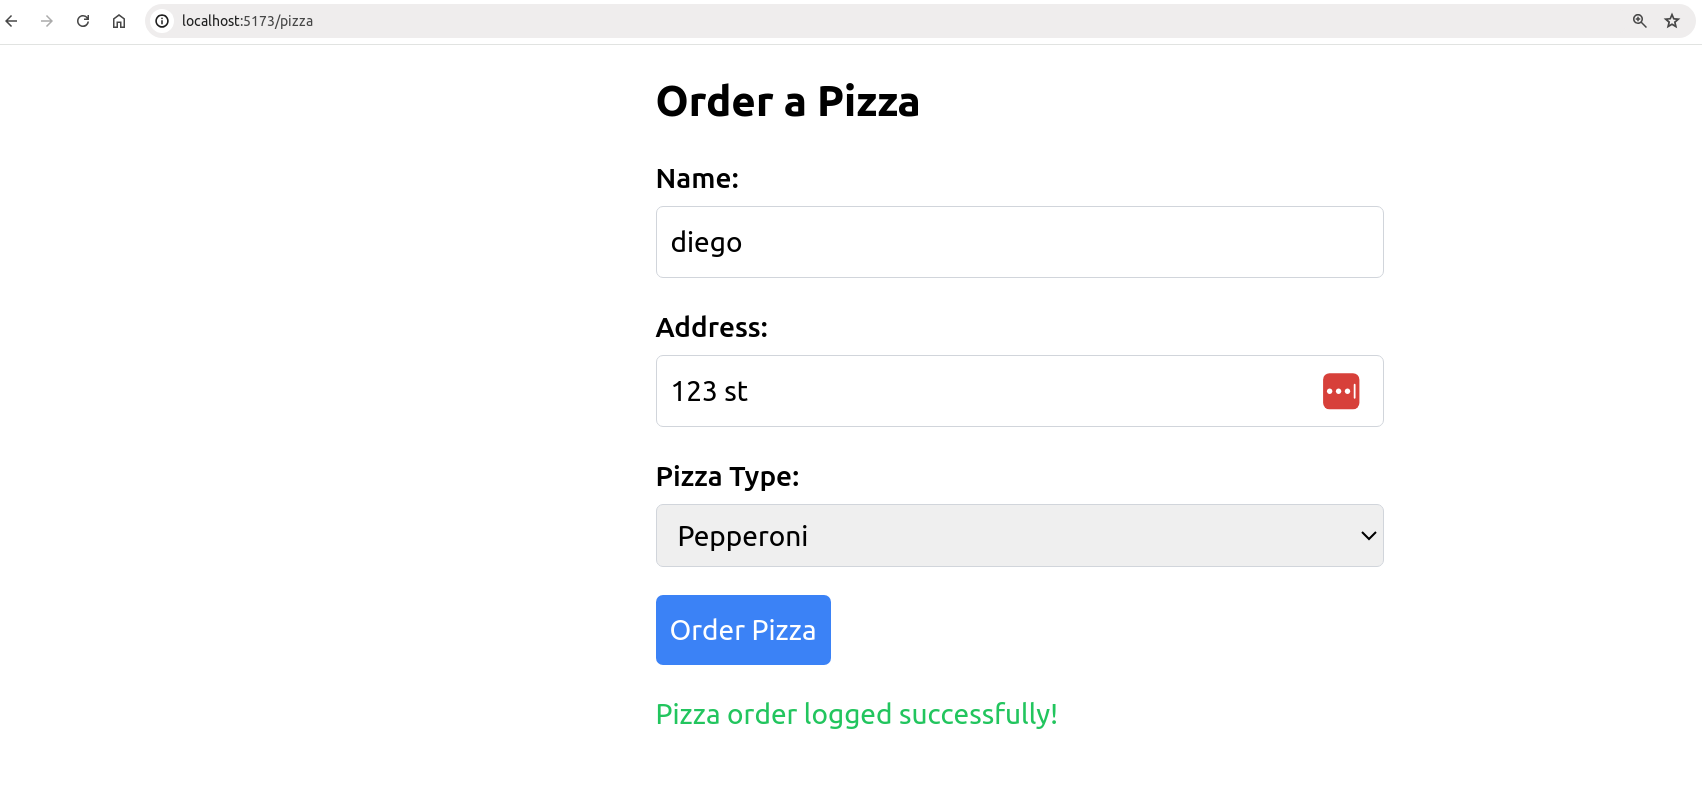 localhost:5173/pizza
Order a Pizza
Name:
diego
Address:
123 st
Pizza Type:
Pepperoni
Order Pizza
Pizza order logged successfully!